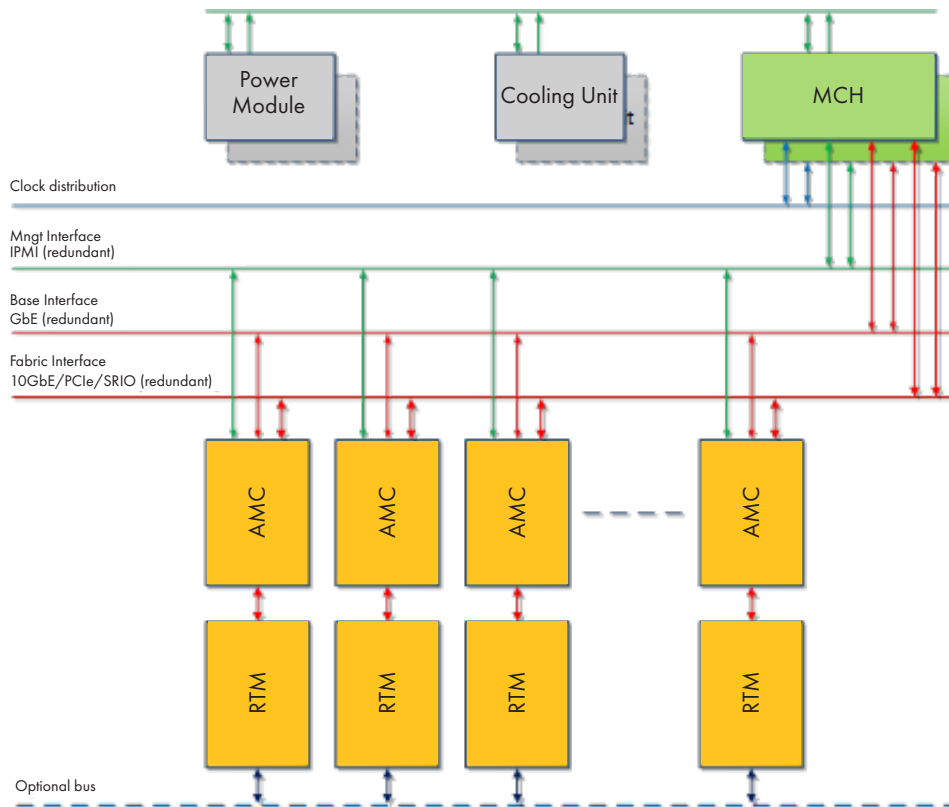 Power
Module
Cooling Unit
MCH
Clock distribution
Mngt Interface
IPMI (redundant)
Base Interface
GbE (redundant)
Fabric Interface
10GbE/PCIe/SRIO (redundant)
AMC
AMC
AMC
AMC
RTM
RTM
RTM
RTM
Optional bus